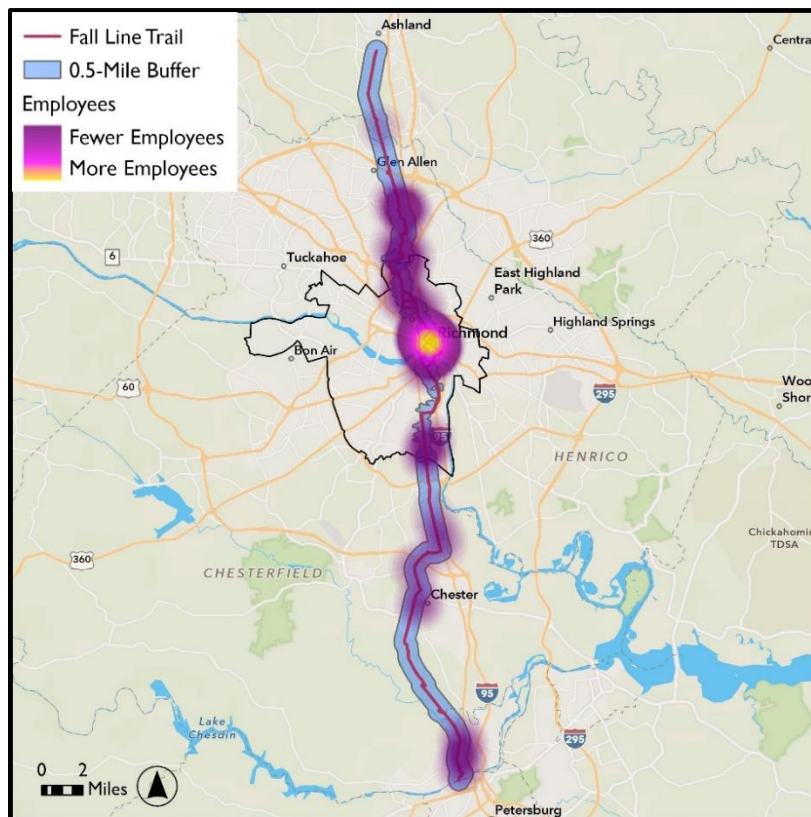 Fall Line Trail
0.5-Mile Buffer
Employees
Fewer Employees
More Employees
Ashland
Central
Glen Allen
6
Tuckahoe
360
East Highland
Park
Richmond
Highland Springs
Bon Air
60
295
Woo
Shor
95
HENRICO
Chickahomin
TDSA
360
CHESTERFIELD
Chester
95
Lake
Chesdin
295
0 2
Miles
Petersburg